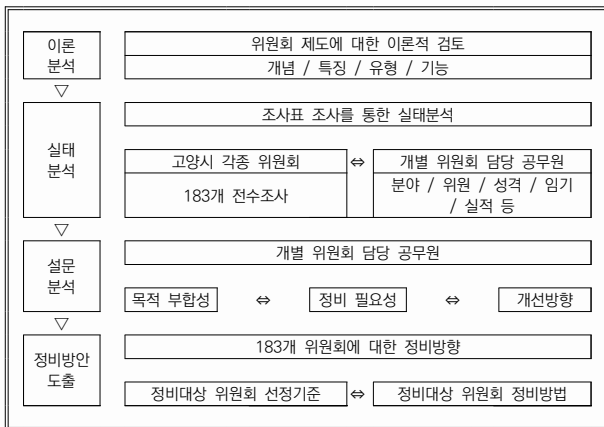 이론
분석
위원회 제도에 대한 이론적 검토
개념 / 특징 / 유형 / 기능
▽
실태
분석
조사표 조사를 통한 실태분석
고양시 각종 위원회 ⇔ 개별 위원회 담당 공무원
183개 전수조사
분야 / 위원 / 성격 / 임기
/ 실적 등
▽
설문
분석
개별 위원회 담당 공무원
목적 부합성 ⇔ 정비 필요성 ⇔ 개선방향
▽
정비방안
도출
183개 위원회에 대한 정비방향
정비대상 위원회 선정기준 ⇔ 정비대상 위원회 정비방법